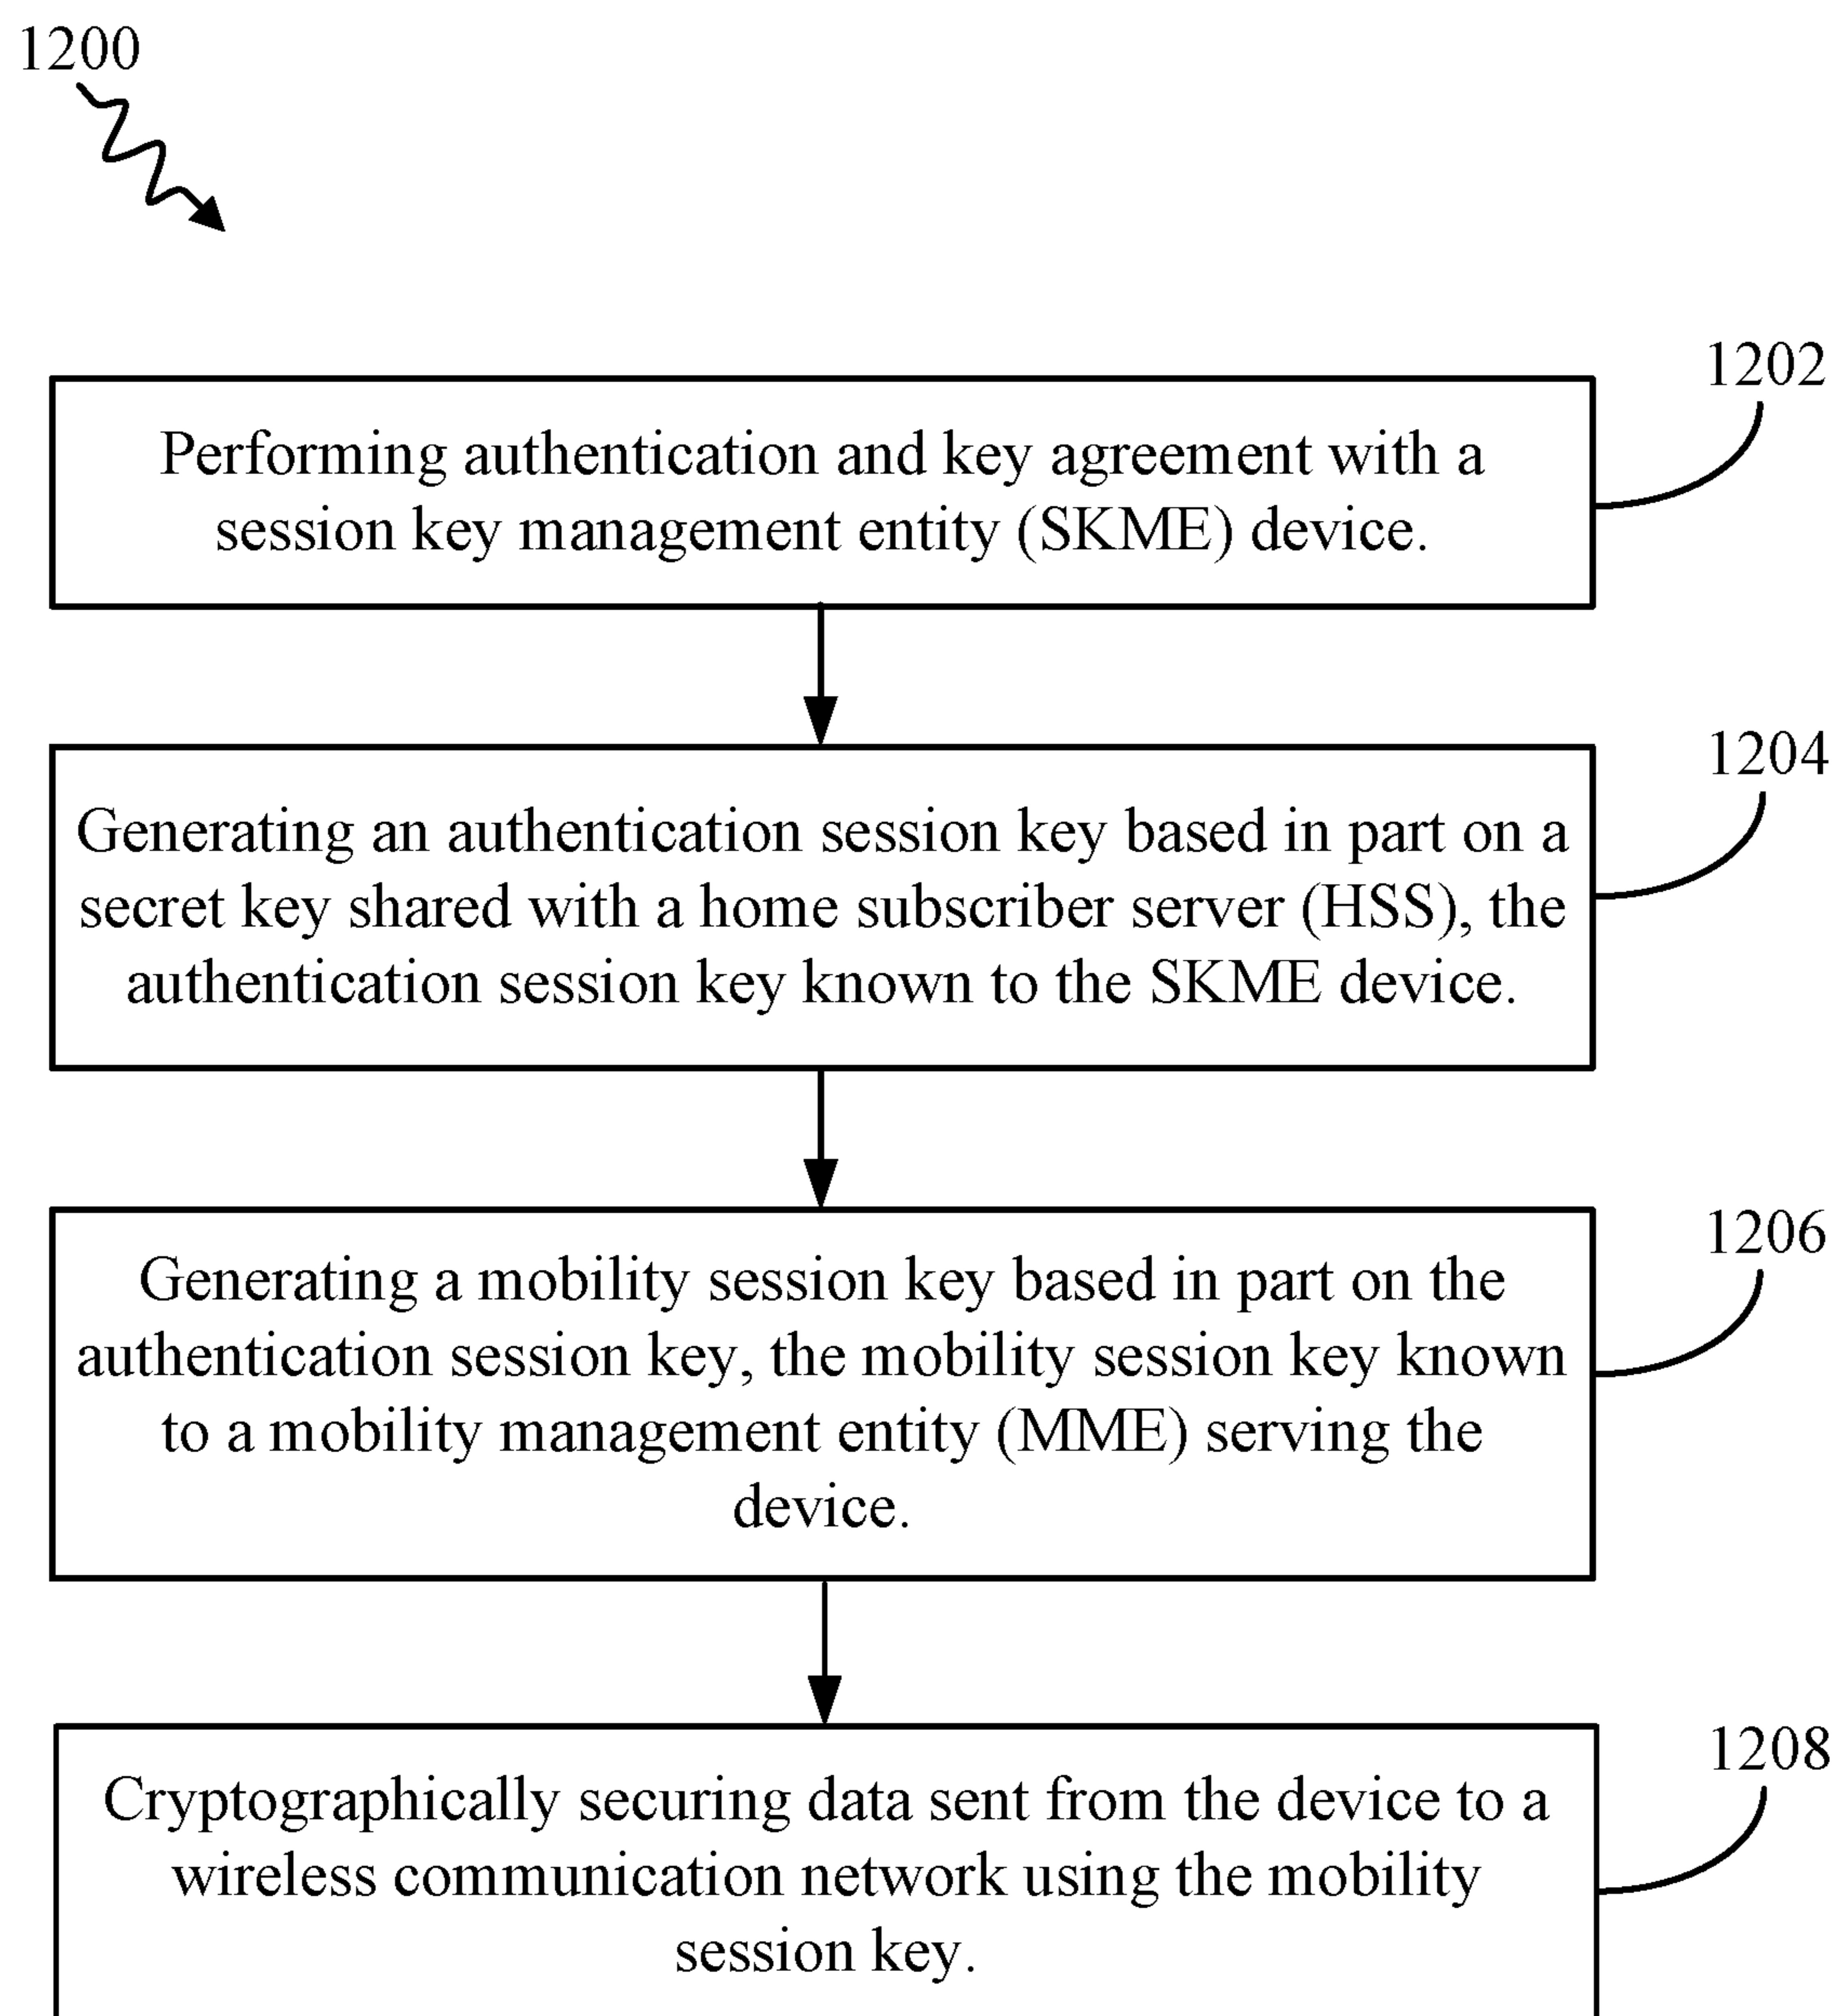 1200
1202
Performing authentication and key agreement with a
session key management entity (SKME) device.
1204
Generating an authentication session key based in part on a
secret key shared with a home subscriber server (HSS), the
authentication session key known to the SKME device.
1206
Generating a mobility session key based in part on the
authentication session key, the mobility session key known
to a mobility management entity (MME) serving the
device.
1208
Cryptographically securing data sent from the device to a
wireless communication network using the mobility
session key.